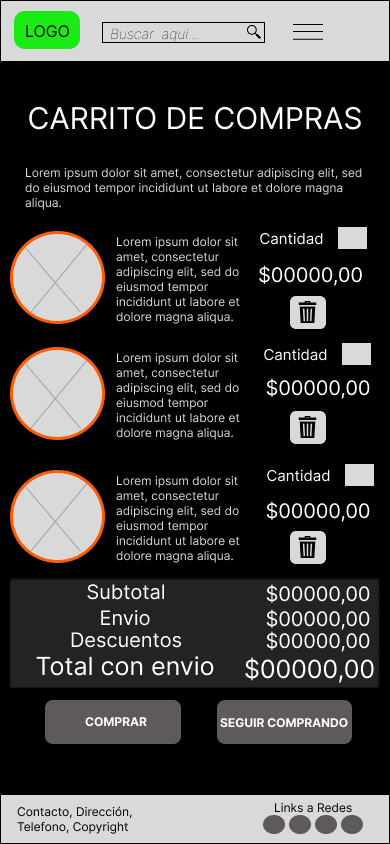 LOGO
Buscar aqui...
CARRITO DE COMPRAS
Lorem ipsum dolor sit amet, consectetur adipiscing elit, sed
do eiusmod tempor incididunt ut labore et dolore magna
aliqua.
Lorem ipsum dolor sit
amet, consectetur
adipiscing elit, sed do
eiusmod tempor
incididunt ut labore et
dolore magna aliqua.
Cantidad
$00000,00
Lorem ipsum dolor sit
amet, consectetur
adipiscing elit, sed do
eiusmod tempor
incididunt ut labore et
dolore magna aliqua.
Cantidad
$00000,00
Lorem ipsum dolor sit
amet, consectetur
adipiscing elit, sed do
eiusmod tempor
incididunt ut labore et
dolore magna aliqua.
Cantidad
$00000,00
Subtotal $00000,00
Envio $00000,00
Descuentos $00000,00
Total con envio $00000,00
COMPRAR
SEGUIR COMPRANDO
Contacto, Dirección,
Telefono, Copyright
Links a Redes